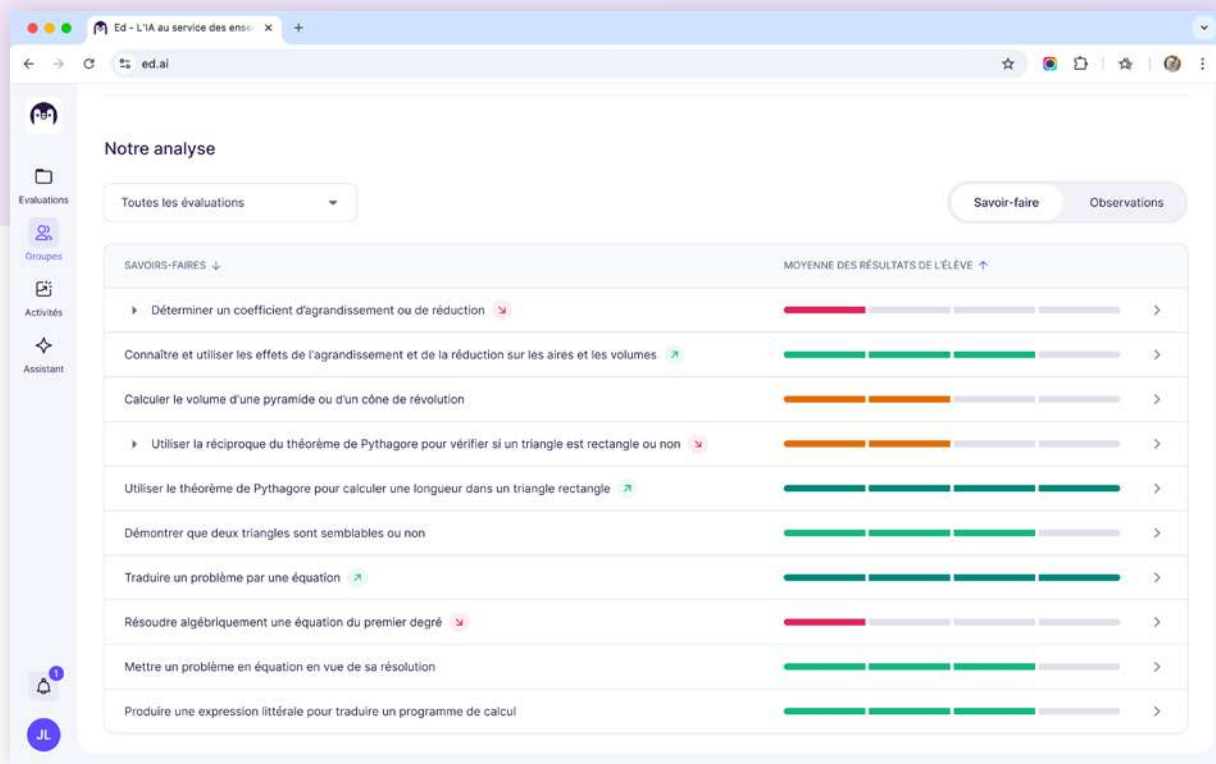 Ed - L'IA au service des ense
ed.ai
Notre analyse
Evaluations
Toutes les évaluations
Savoir-faire
Observations
Groupes
SAVOIRS-FAIRES
MOYENNE DES RÉSULTATS DE L'ÉLÈVE
Activités
Déterminer un coefficient d'agrandissement ou de réduction
Connaître et utiliser les effets de l'agrandissement et de la réduction sur les aires et les volumes
Assistant
Calculer le volume d'une pyramide ou d'un cône de révolution
Utiliser la réciproque du théorème de Pythagore pour vérifier si un triangle est rectangle ou non
Utiliser le théorème de Pythagore pour calculer une longueur dans un triangle rectangle
Démontrer que deux triangles sont semblables ou non
Traduire un problème par une équation
Résoudre algébriquement une équation du premier degré
Mettre un problème en équation en vue de sa résolution
1
Produire une expression littérale pour traduire un programme de calcul
JL